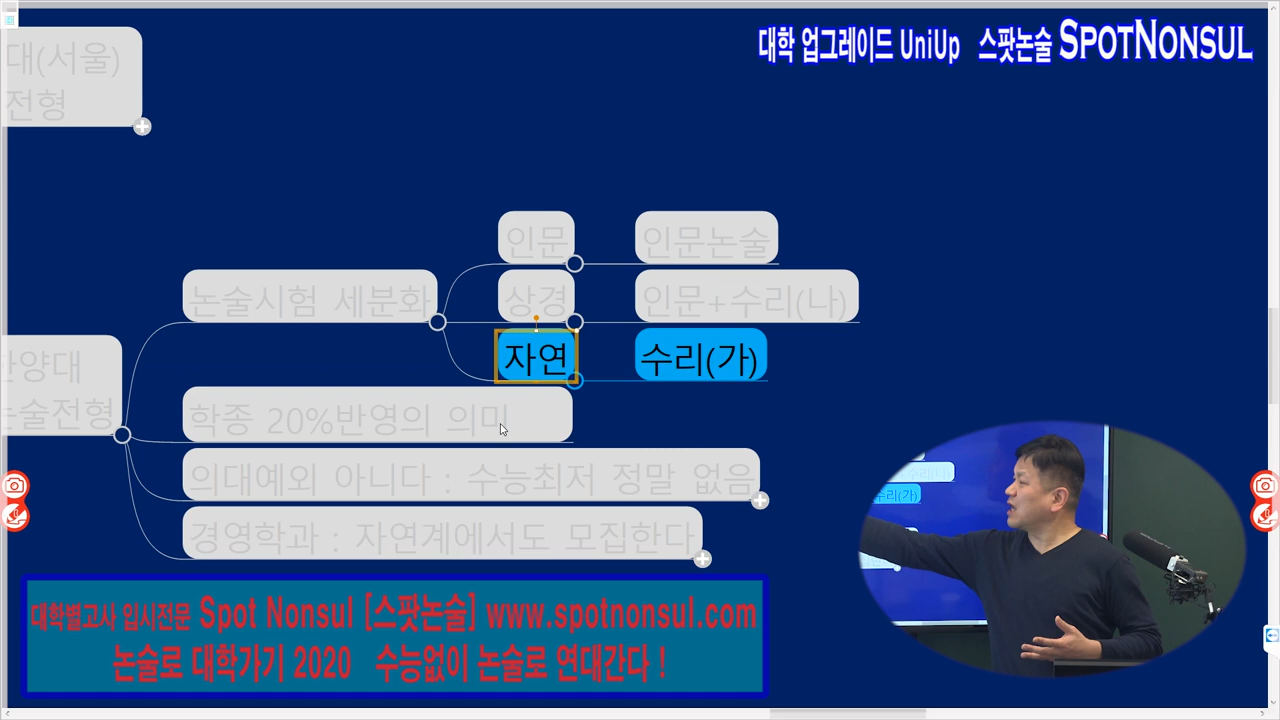 대학 업그레이드 UniUp 스팟논술 SPOTNONSUL
대(서울)
전형
인문 인문논술
논술시험 세분화 상경 인문+수리(나)
자연 수리(가)
한양대
논술전형
학종 20%반영의 의미
의대예외 아니다 : 수능최저 정말 없음
경영학과 : 자연계에서도 모집한다
수리(나)
수리(가)
대학별고사 입시전문 Spot Nonsul [스팟논술] www.spotnonsul.com
논술로 대학가기 2020 수능없이 논술로 연대간다 !